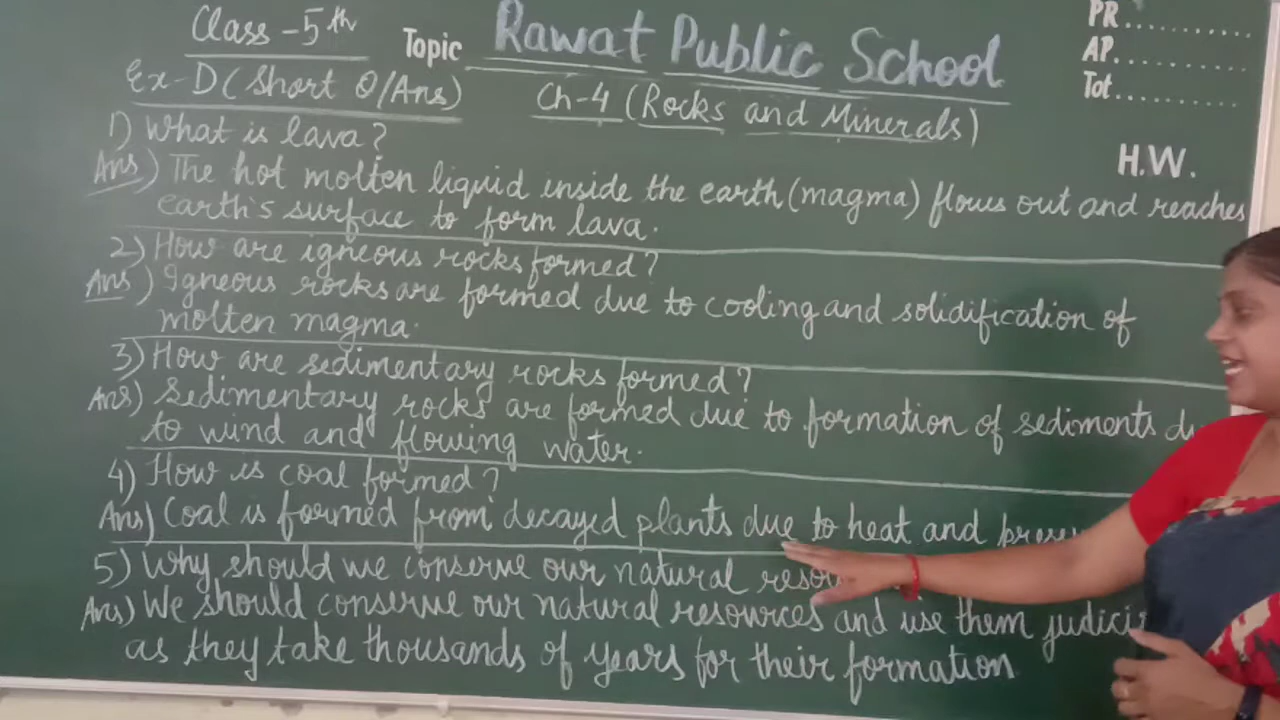 Class - 5th
Topic Rawat Public School
PR..............
AP..............
Tot..............
Ex-D (Short Q/Ans)
Ch-4 (Rocks and Minerals)
H.W.
1) What is lava?
Ans) The hot molten liquid inside the earth (magma) flows out and reaches
earth's surface to form lava.
2) How are igneous rocks formed?
Ans) Igneous rocks are formed due to cooling and solidification of
molten magma.
3) How are sedimentary rocks formed?
Ans) Sedimentary rocks are formed due to formation of sediments
to wind and flowing water.
4) How is coal formed?
Ans) Coal is formed from decayed plants due to heat and
5) Why should we conserve our natural
Ans) We should conserve our natural resources and use them
as they take thousands of years for their formation